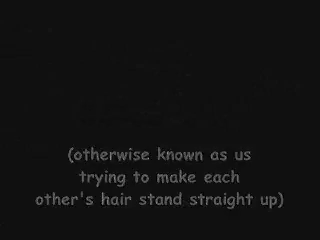 (otherwise known as us
trying to make each
other's hair stand straight up)